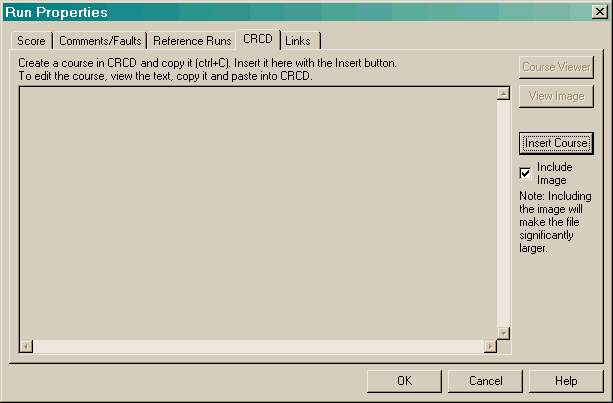 Run Properties
Score Comments/Faults Reference Runs CRCD Links
Create a course in CRCD and copy it (ctrl+C). Insert it here with the Insert button.
To edit the course, view the text, copy it and paste into CRCD.
Course Viewer
View Image
Insert Course
Include
Image
Note: Including
the image will
make the file
significantly
larger.
OK Cancel Help